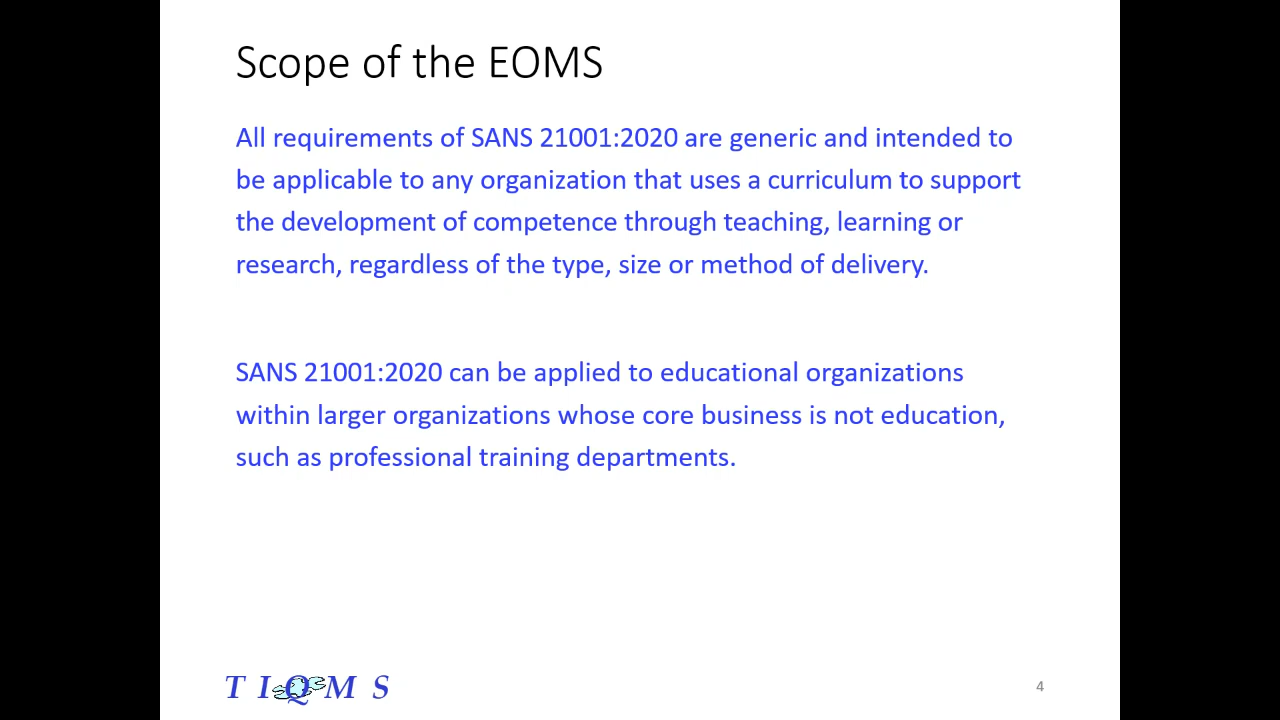 Scope of the EOMS
All requirements of SANS 21001:2020 are generic and intended to
be applicable to any organization that uses a curriculum to support
the development of competence through teaching, learning or
research, regardless of the type, size or method of delivery.
SANS 21001:2020 can be applied to educational organizations
within larger organizations whose core business is not education,
such as professional training departments.
T I Q M S
4